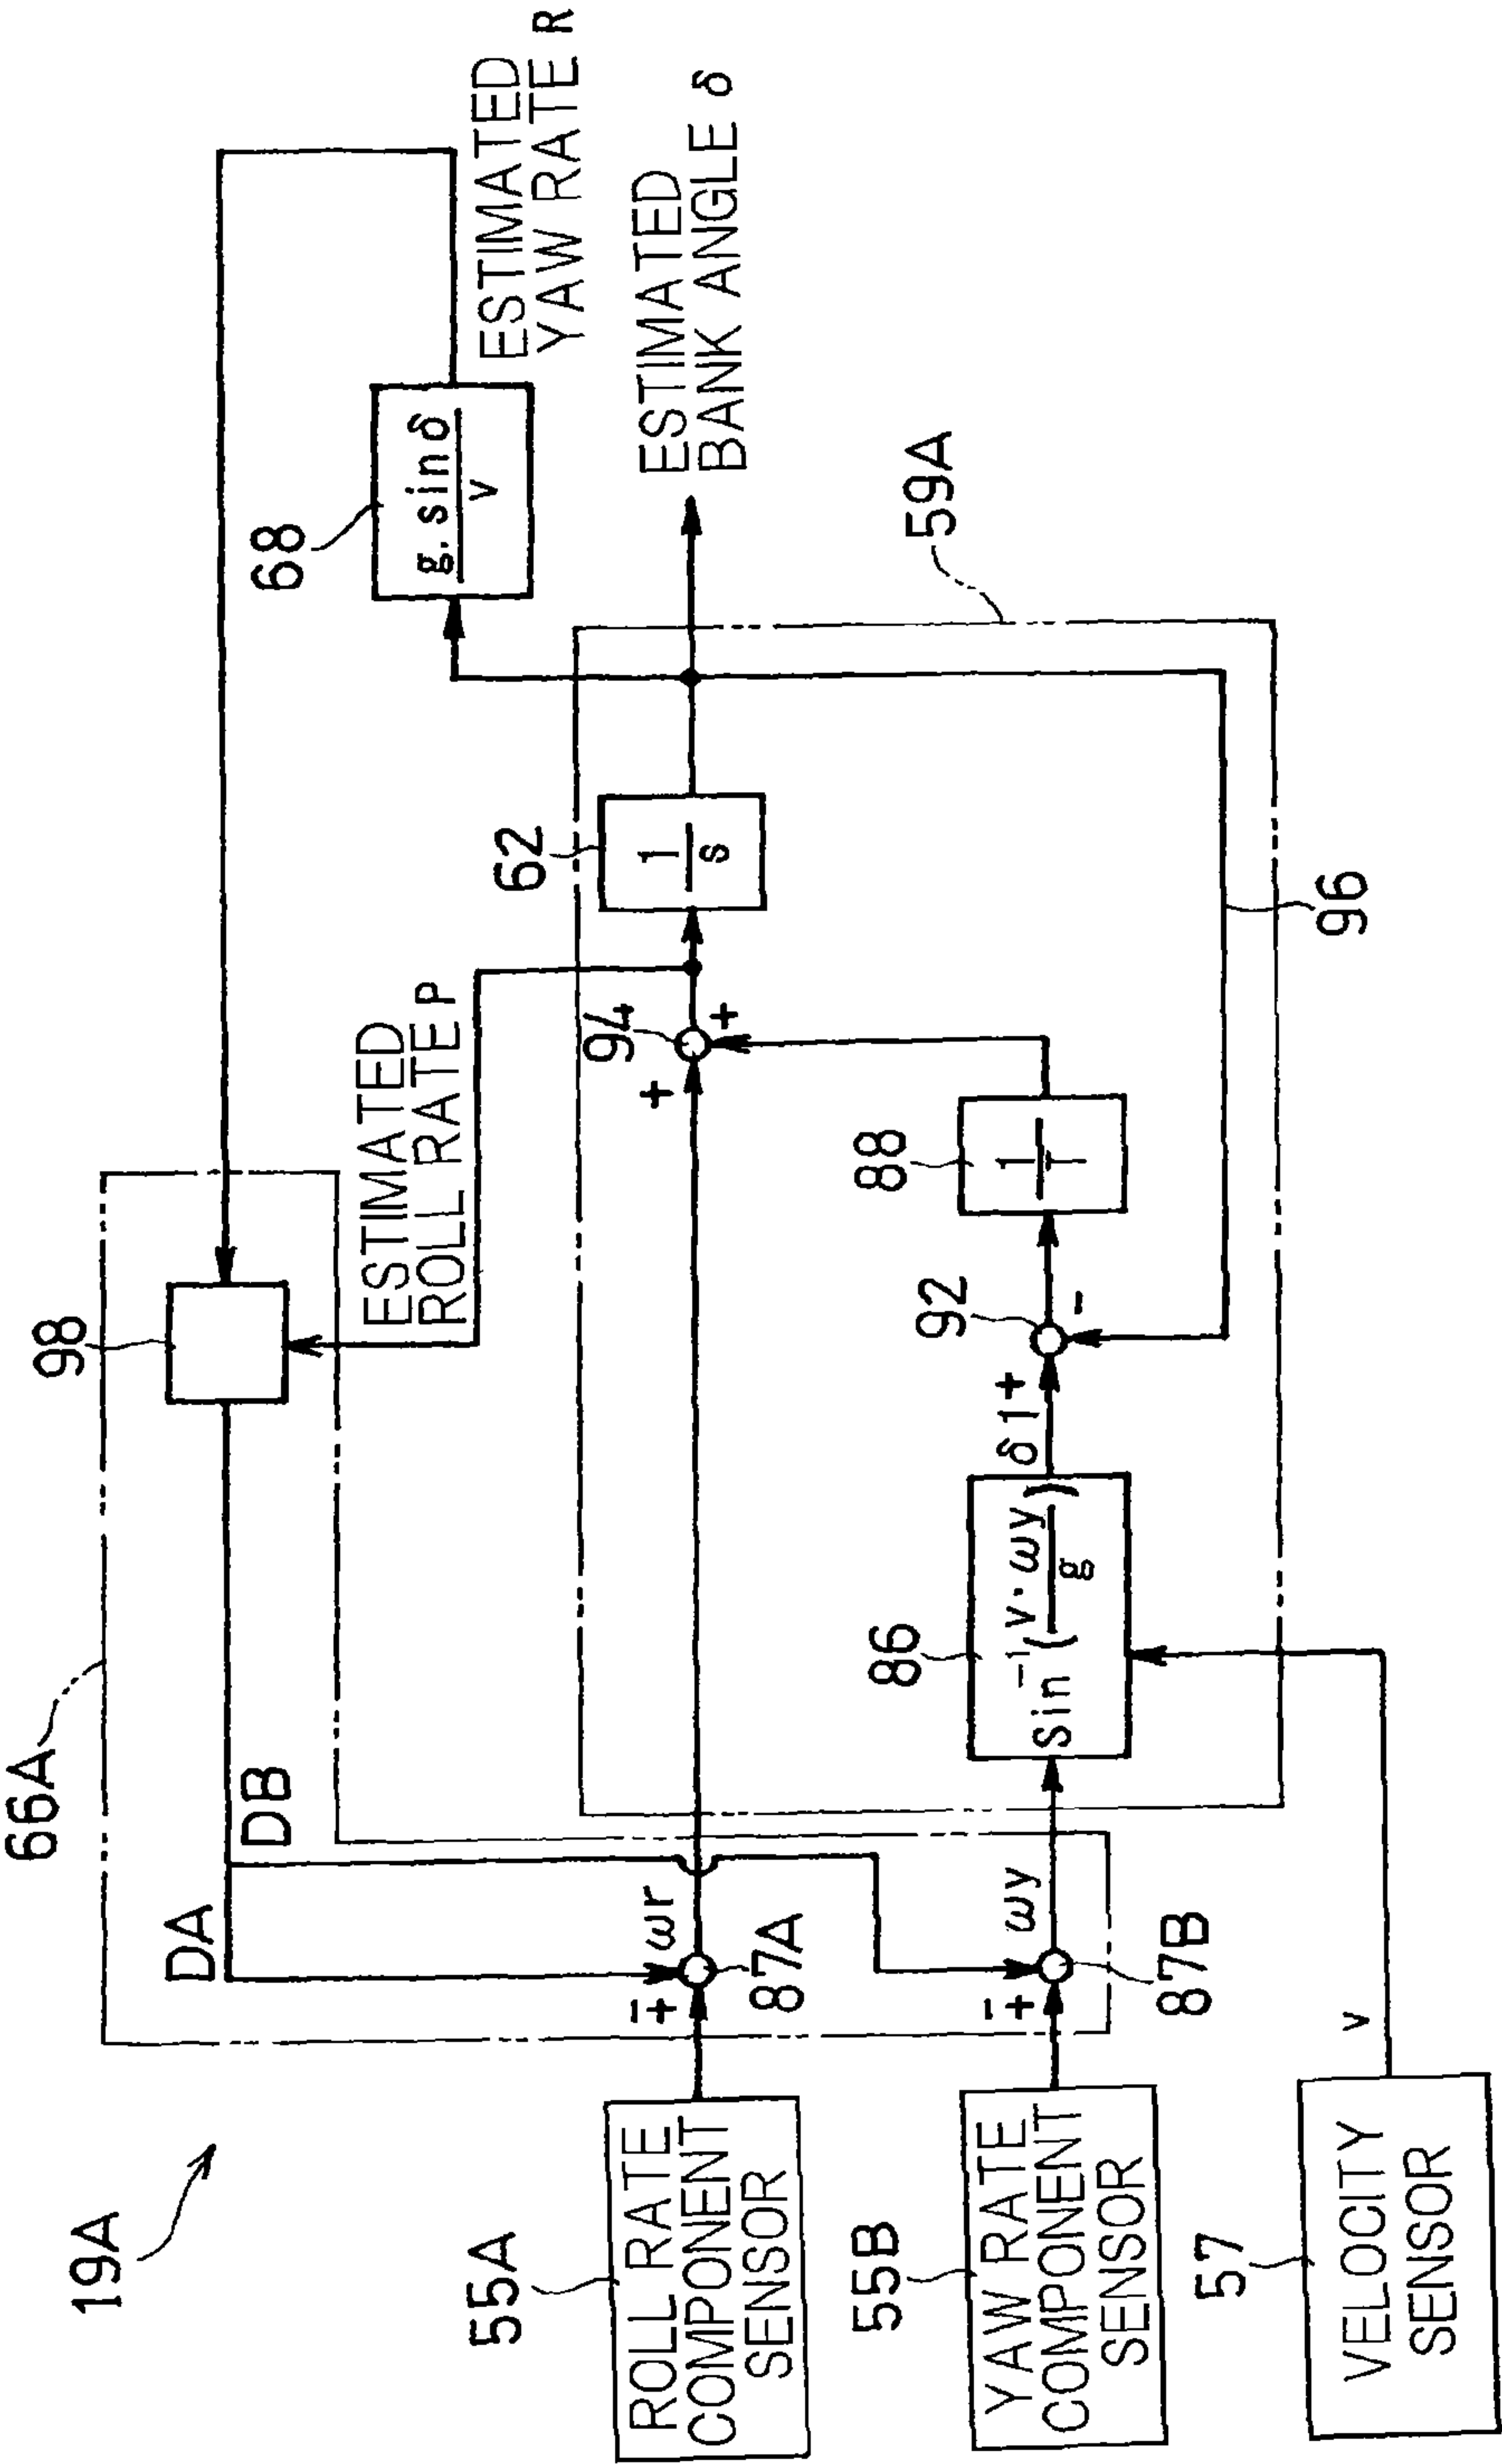 19A
66A
98
DA
DB
68
g. sin δ
v
ESTIMATED
YAW RATE R
ESTIMATED
ROLL RATE P
55A
ROLL RATE
COMPONENT
SENSOR
- +
ωr
87A
+
94
+
62
1
s
ESTIMATED
BANK ANGLE δ
55B
YAW RATE
COMPONENT
SENSOR
- +
ωy
87B
86
Sin⁻¹(v・ωy
g)
δ1+
92
-
88
1
T
59A
96
57
VELOCITY
SENSOR
v